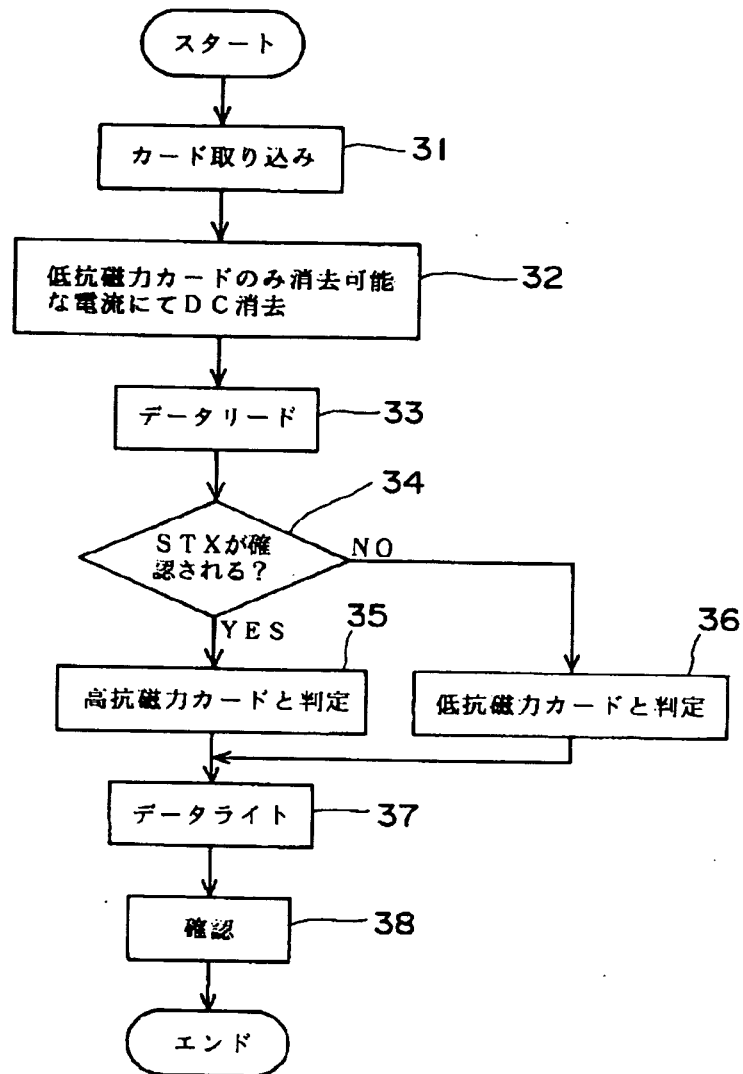 スタート
カード取り込み
31
低抗磁力カードのみ消去可能
な電流にてDC消去
32
データリード
33
34
STXが確
認される?
NO
YES
35
36
高抗磁力カードと判定
低抗磁力カードと判定
データライト
37
確認
38
エンド